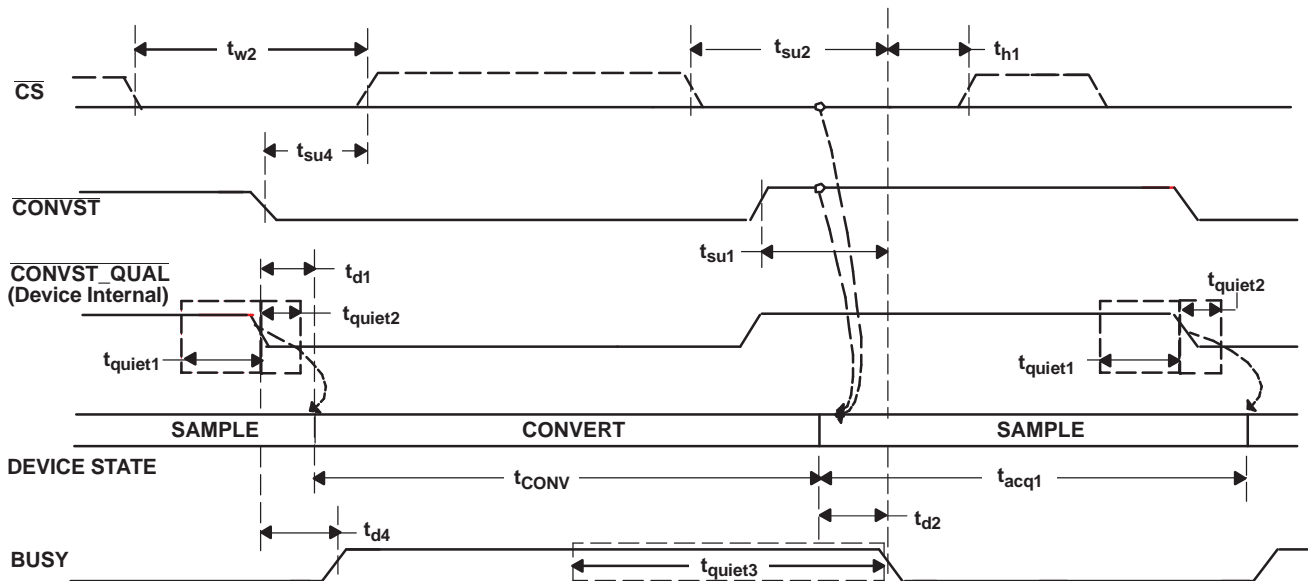 tw2
tsu2
th1
CS
tsu4
CONVST
tsu1
CONVST_QUAL
(Device Internal)
td1
tquiet2
tquiet2
tquiet1
tquiet1
SAMPLE
CONVERT
SAMPLE
DEVICE STATE
tCONV
tacq1
td4
td2
BUSY
tquiet3